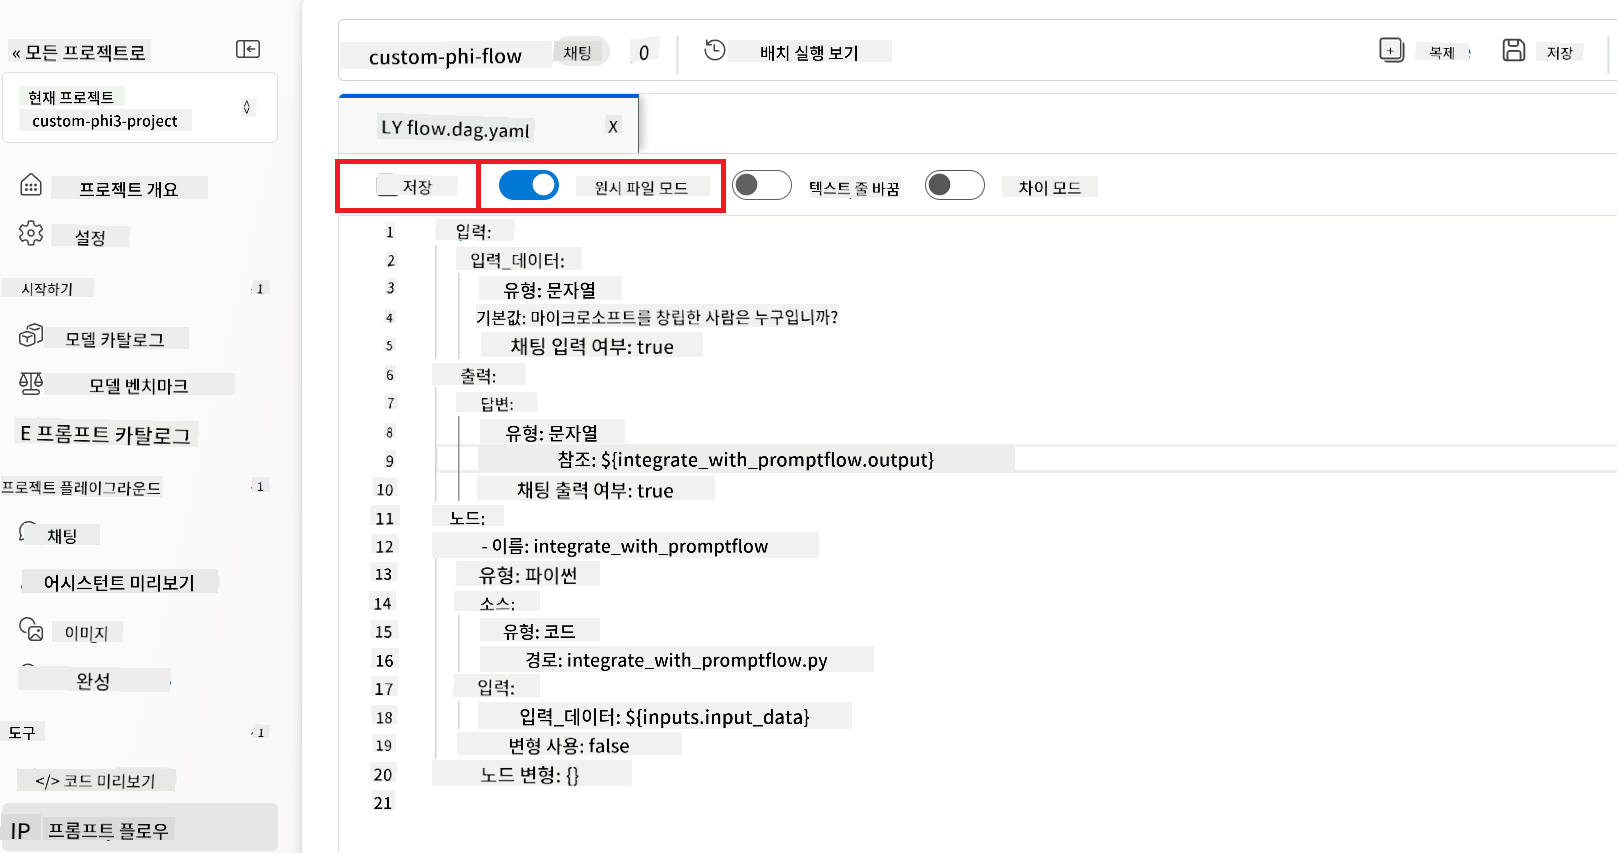 « 모든 프로젝트로
현재 프로젝트
custom-phi3-project
프로젝트 개요
설정
시작하기
1
모델 카탈로그
모델 벤치마크
E 프롬프트 카탈로그
프로젝트 플레이그라운드
1
채팅
어시스턴트 미리보기
이미지
완성
도구
1
</> 코드 미리보기
IP 프롬프트 플로우
custom-phi-flow 채팅 0 배치 실행 보기 복제 저장
LY flow.dag.yaml X
저장 원시 파일 모드 텍스트 줄 바꿈 차이 모드
1 입력:
2 입력_데이터:
3 유형: 문자열
4 기본값: 마이크로소프트를 창립한 사람은 누구입니까?
5 채팅 입력 여부: true
6 출력:
7 답변:
8 유형: 문자열
9 참조: ${integrate_with_promptflow.output}
10 채팅 출력 여부: true
11 노드:
12 - 이름: integrate_with_promptflow
13 유형: 파이썬
14 소스:
15 유형: 코드
16 경로: integrate_with_promptflow.py
17 입력:
18 입력_데이터: ${inputs.input_data}
19 변형 사용: false
20 노드 변형: {}
21